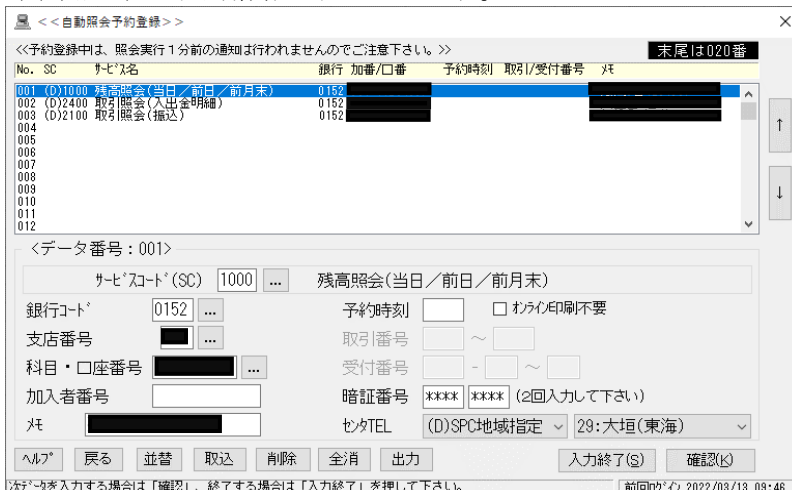 <<自動照会予約登録>>
<<予約登録中は、照会実行１分前の通知は行われませんのでご注意下さい。>> 末尾は020番
No. SC ｻｰﾋﾞｽ名 銀行 加番/口番 予約時刻 取引/受付番号 ﾒﾓ
001 (D)1000 残高照会(当日／前日／前月末) 0152
002 (D)2400 取引照会(入出金明細) 0152
003 (D)2100 取引照会(振込) 0152
004
005
006
007
008
009
010
011
012
↑
↓
<データ番号：001>
ｻｰﾋﾞｽｺｰﾄﾞ(SC) 1000 ... 残高照会(当日／前日／前月末)
銀行ｺｰﾄﾞ 0152 ... 予約時刻 ｵﾝﾗｲﾝ印刷不要
支店番号 ... 取引番号 ～
科目・口座番号 ... 受付番号 - ～
加入者番号 暗証番号 **** **** (2回入力して下さい)
ﾒﾓ ｾﾝﾀTEL (D)SPC地域指定 29:大垣(東海)
ﾍﾙﾌﾟ 戻る 並替 取込 削除 全消 出力 入力終了(S) 確認(K)
次ﾃﾞｰﾀを入力する場合は「確認」、終了する場合は「入力終了」を押して下さい。 前回ﾛｸﾞｲﾝ 2022/03/13 09:46